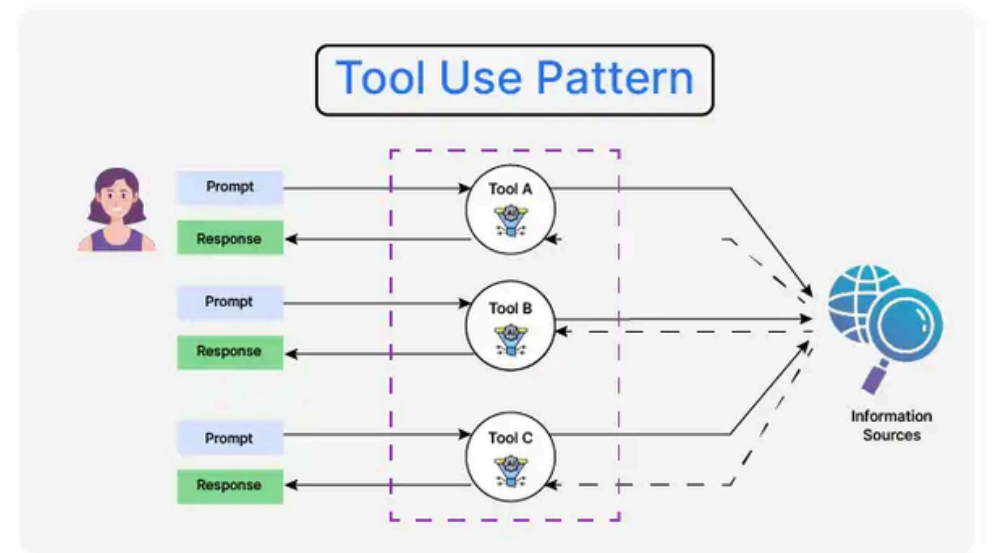 Tool Use Pattern
Prompt
Tool A
Response
Prompt
Tool B
Response
Information
Sources
Prompt
Tool C
Response